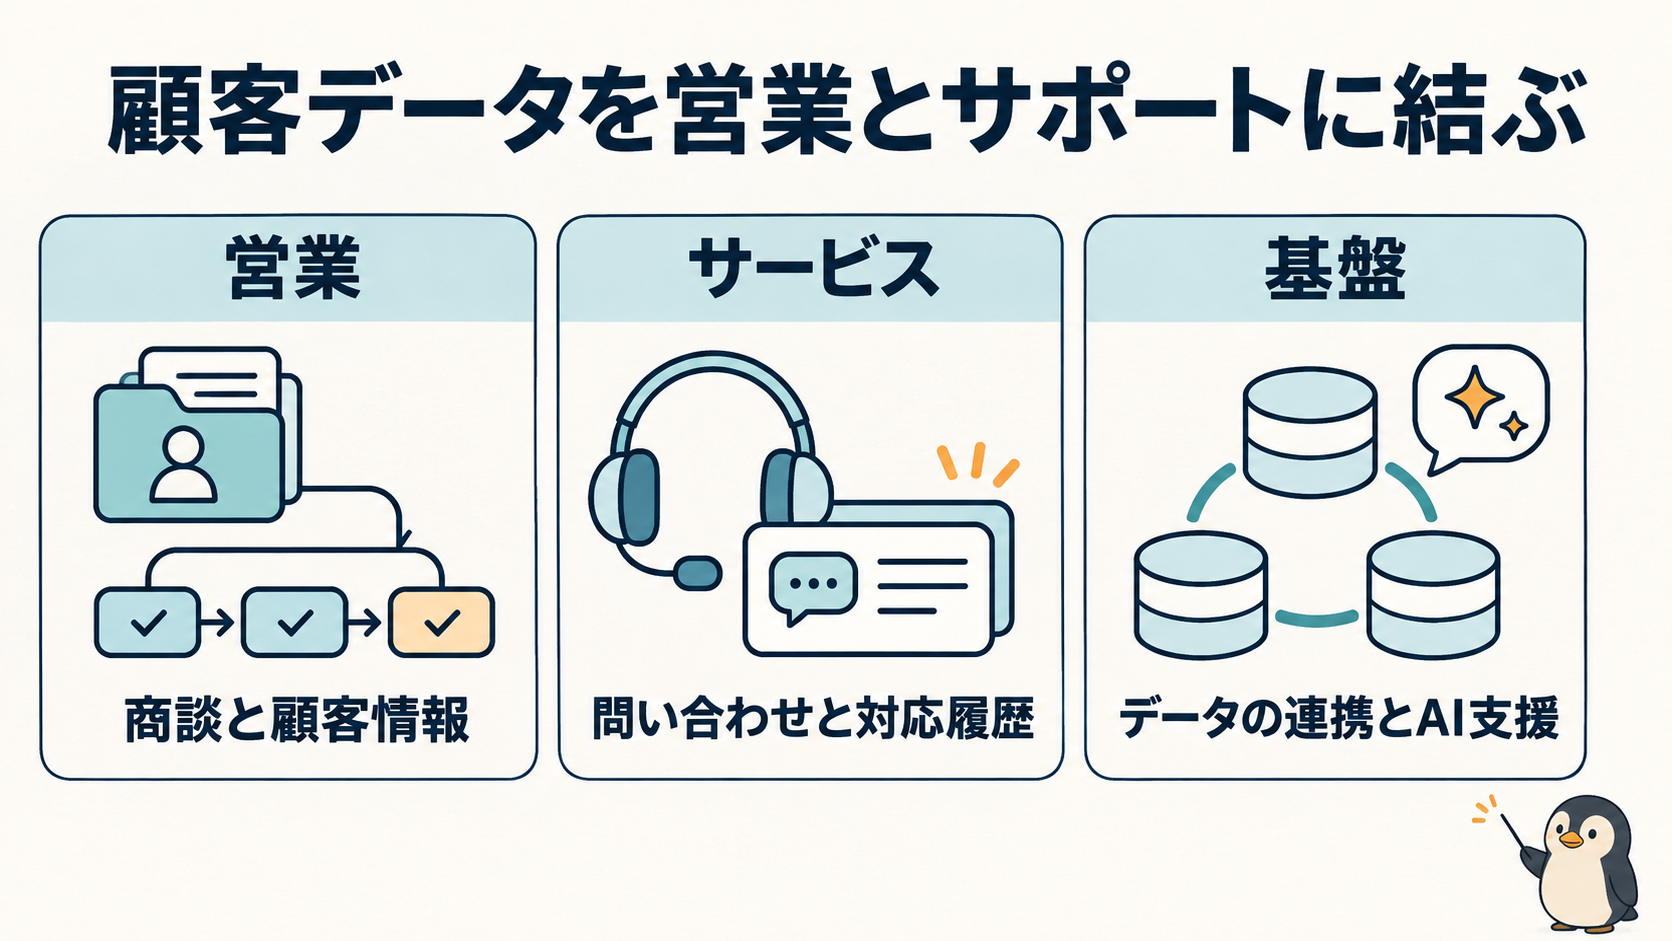 顧客データを営業とサポートに結ぶ
営業
サービス
基盤
商談と顧客情報
問い合わせと対応履歴
データの連携とAI支援